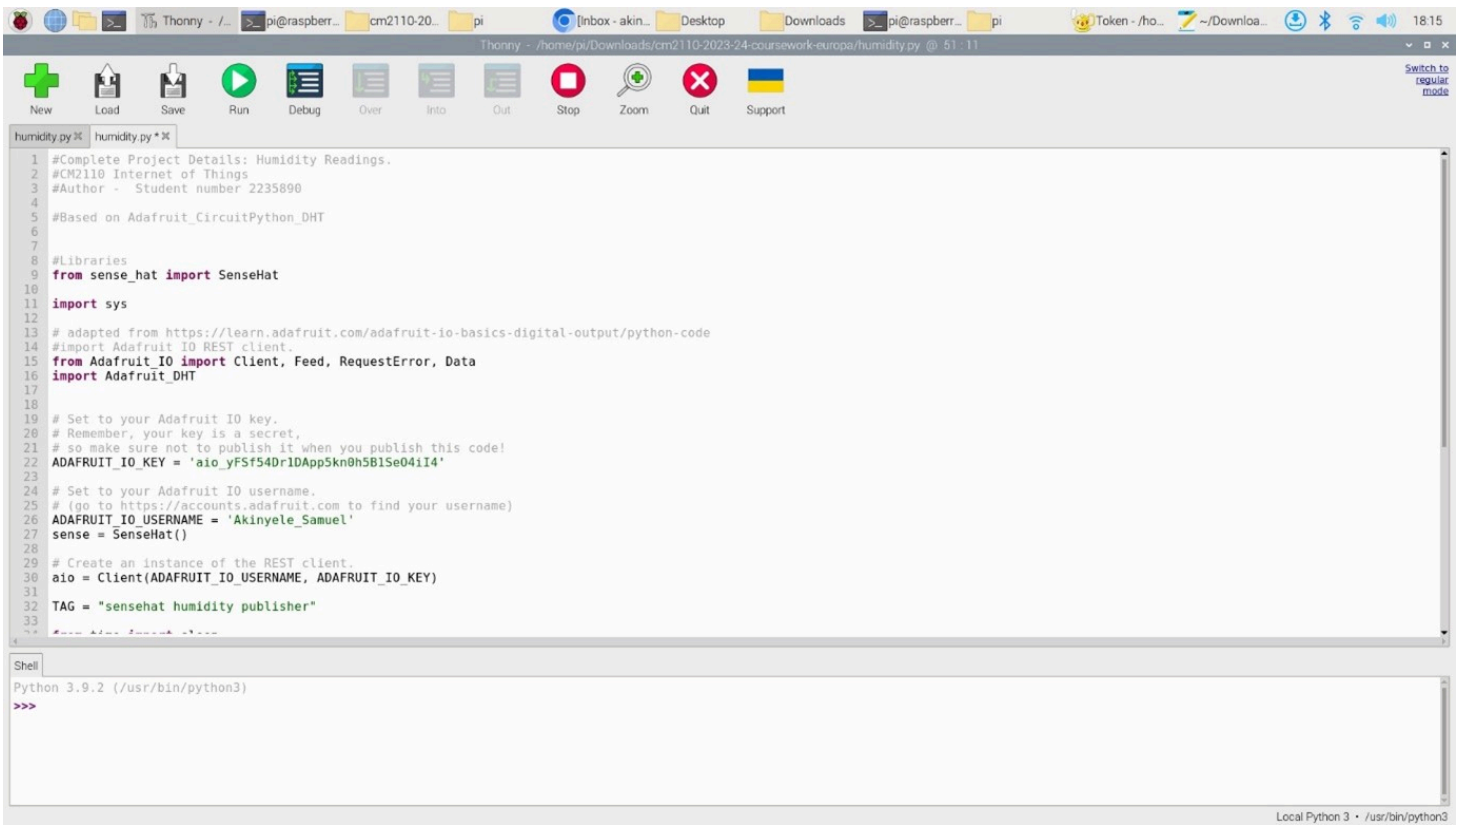 Thonny - /...
pi@raspberr...
cm2110-20...
pi
[Inbox - akin...
Desktop
Downloads
pi@raspberr...
pi
Token - /ho...
~/Downloa...
18:15
Thonny - /home/pi/Downloads/cm2110-2023-24-coursework-europa/humidity.py @ 51:11
New
Load
Save
Run
Debug
Over
Into
Out
Stop
Zoom
Quit
Support
Switch to
regular
mode
humidity.py
humidity.py *
1 #Complete Project Details: Humidity Readings.
2 #CM2110 Internet of Things
3 #Author -  Student number 2235890
4
5 #Based on Adafruit_CircuitPython_DHT
6
7
8 #Libraries
9 from sense_hat import SenseHat
10
11 import sys
12
13 # adapted from https://learn.adafruit.com/adafruit-io-basics-digital-output/python-code
14 #import Adafruit IO REST client.
15 from Adafruit_IO import Client, Feed, RequestError, Data
16 import Adafruit_DHT
17
18
19 # Set to your Adafruit IO key.
20 # Remember, your key is a secret,
21 # so make sure not to publish it when you publish this code!
22 ADAFRUIT_IO_KEY = 'aio_yFSf54Dr1DApp5kn0h5B1SeO4iI4'
23
24 # Set to your Adafruit IO username.
25 # (go to https://accounts.adafruit.com to find your username)
26 ADAFRUIT_IO_USERNAME = 'Akinyele_Samuel'
27 sense = SenseHat()
28
29 # Create an instance of the REST client.
30 aio = Client(ADAFRUIT_IO_USERNAME, ADAFRUIT_IO_KEY)
31
32 TAG = "sensehat humidity publisher"
33
Shell
Python 3.9.2 (/usr/bin/python3)
>>>
Local Python 3 • /usr/bin/python3